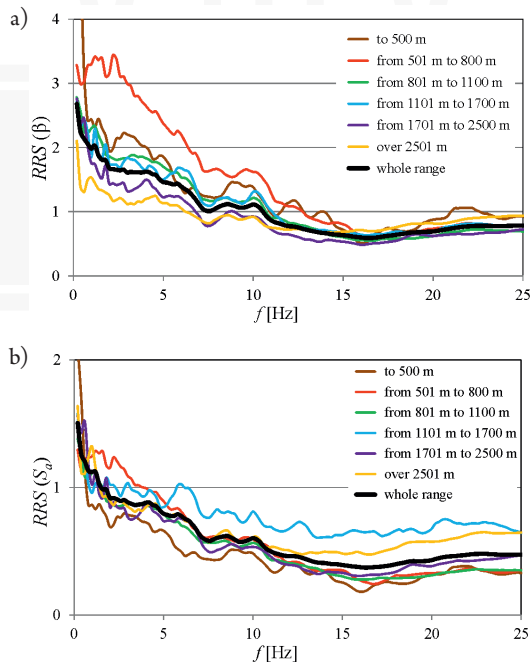 a)
4
3
2
1
0
RRS (β)
to 500 m
from 501 m to 800 m
from 801 m to 1100 m
from 1101 m to 1700 m
from 1701 m to 2500 m
over 2501 m
whole range
0 5 10 15 20 25
f [Hz]
b)
2
1
0
RRS (Sa)
to 500 m
from 501 m to 800 m
from 801 m to 1100 m
from 1101 m to 1700 m
from 1701 m to 2500 m
over 2501 m
whole range
0 5 10 15 20 25
f [Hz]